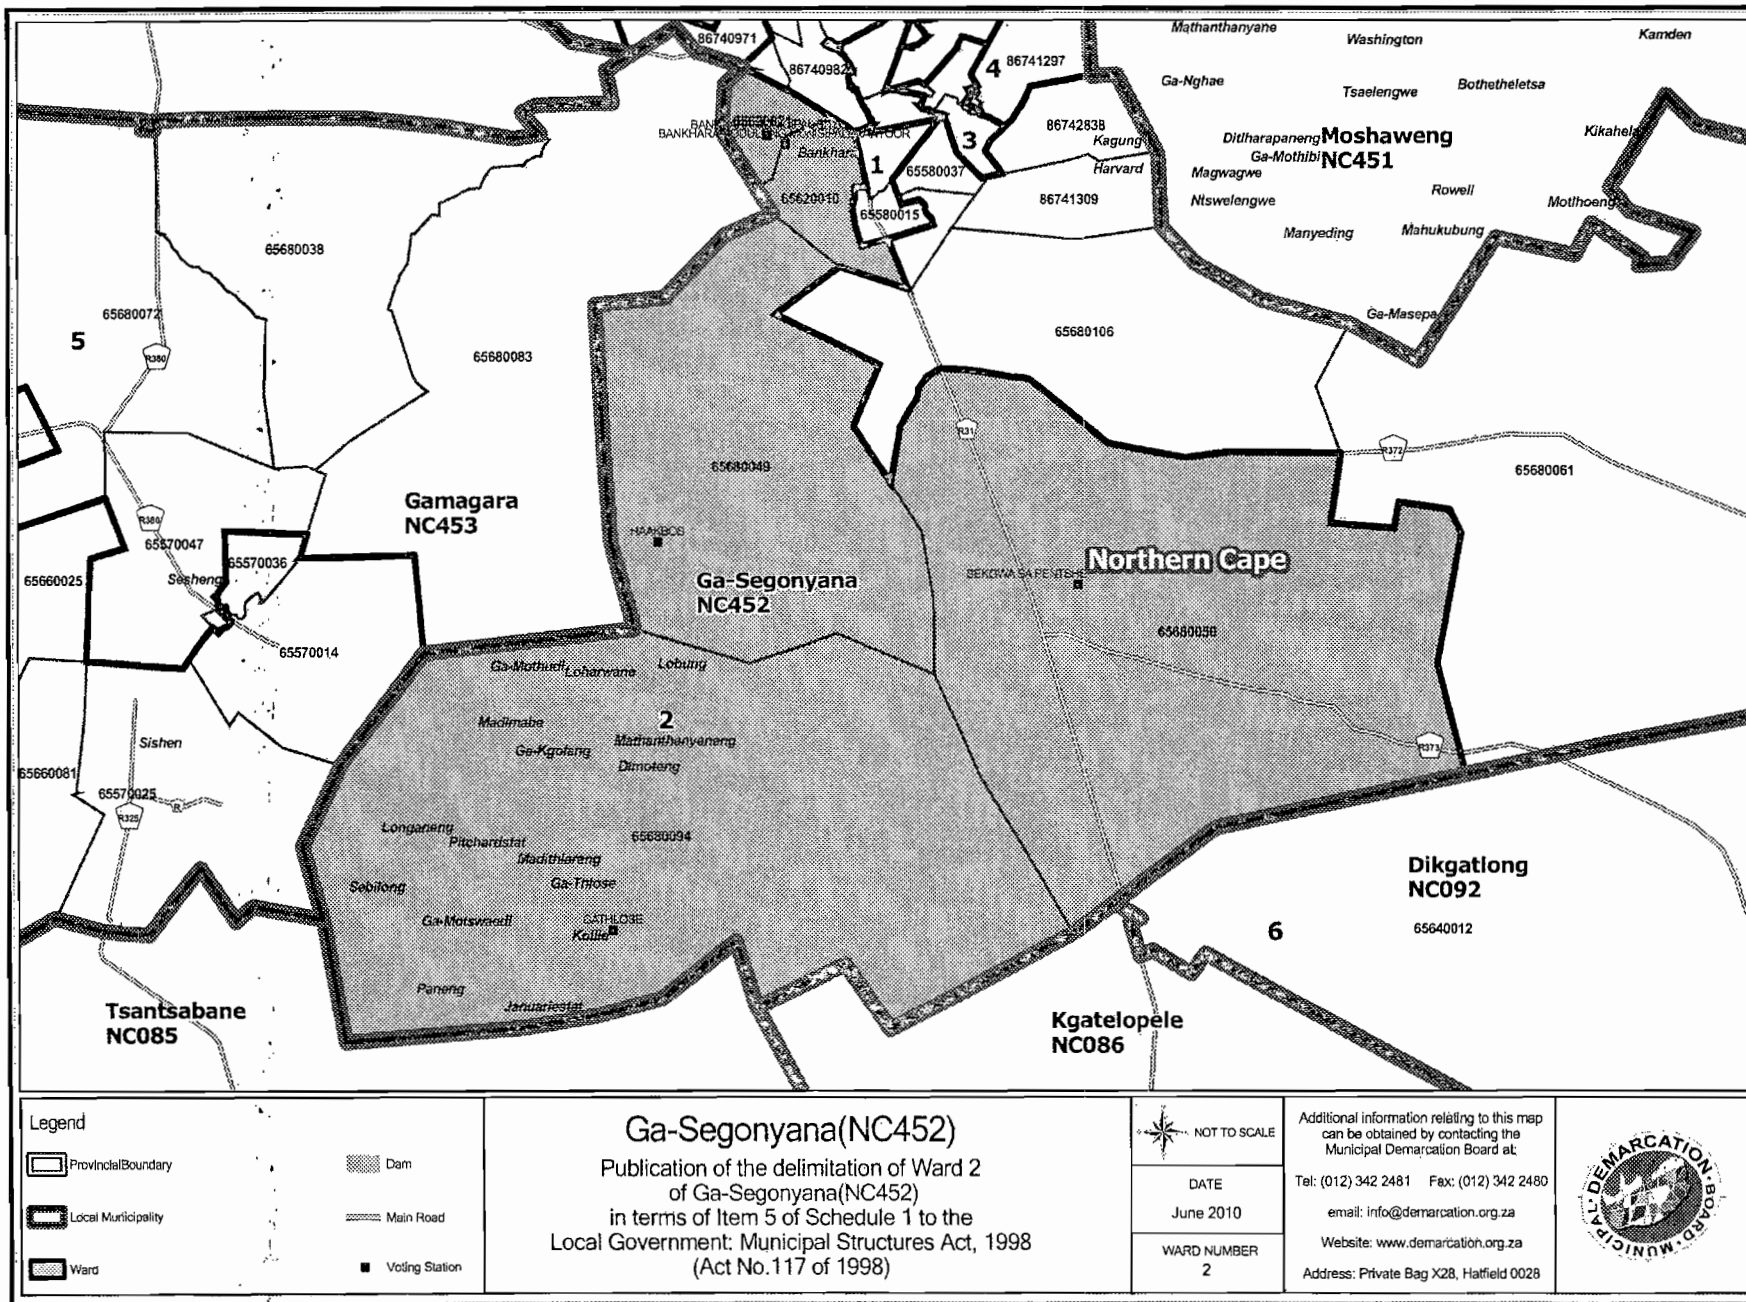 86740971
86740982
4
86741297
Mathanthanyane
Washington
Kamden
Ga-Nghae
Tsaelengwe
Bothetheletsa
86742838
Kagung
Harvard
3
Ditlharapaneng
Ga-Mothibi
Moshaweng
NC451
Kikahela
Magwagwe
Ntswelengwe
Rowell
Motlhoeng
Manyeding
Mahukubung
1
65580037
65620010
65580015
86741309
65680038
65680072
5
R380
65680083
65680106
Ga-Masepa
R31
R372
65680061
65680049
Gamagara
NC453
R380
65570047
65570036
65660025
Sesheng
HAAKBOS
Ga-Segonyana
NC452
Northern Cape
65570014
Ga-Mothudi
Loharwane
Lobung
Madimabe
2
Mathanthanyaneng
Ga-Kgolang
Dimoteng
Sishen
65660081
65570025
R325
R
R373
Longaneng
Pitchardstat
65680094
Madithlareng
Sebilong
Ga-Thlose
Ga-Motswaedi
GATHLOSE
Kollie
Paneng
Januariestat
Dikgatlong
NC092
6
65640012
Tsantsabane
NC085
Kgatelopele
NC086
Legend
ProvincialBoundary
Local Municipality
Ward
Dam
Main Road
Voting Station
Ga-Segonyana(NC452)
Publication of the delimitation of Ward 2
of Ga-Segonyana(NC452)
in terms of Item 5 of Schedule 1 to the
Local Government: Municipal Structures Act, 1998
(Act No.117 of 1998)
NOT TO SCALE
DATE
June 2010
WARD NUMBER
2
Additional information relating to this map
can be obtained by contacting the
Municipal Demarcation Board at:
Tel: (012) 342 2481 Fax: (012) 342 2480
email: info@demarcation.org.za
Website: www.demarcation.org.za
Address: Private Bag X28, Hatfield 0028
MUNICIPAL DEMARCATION BOARD